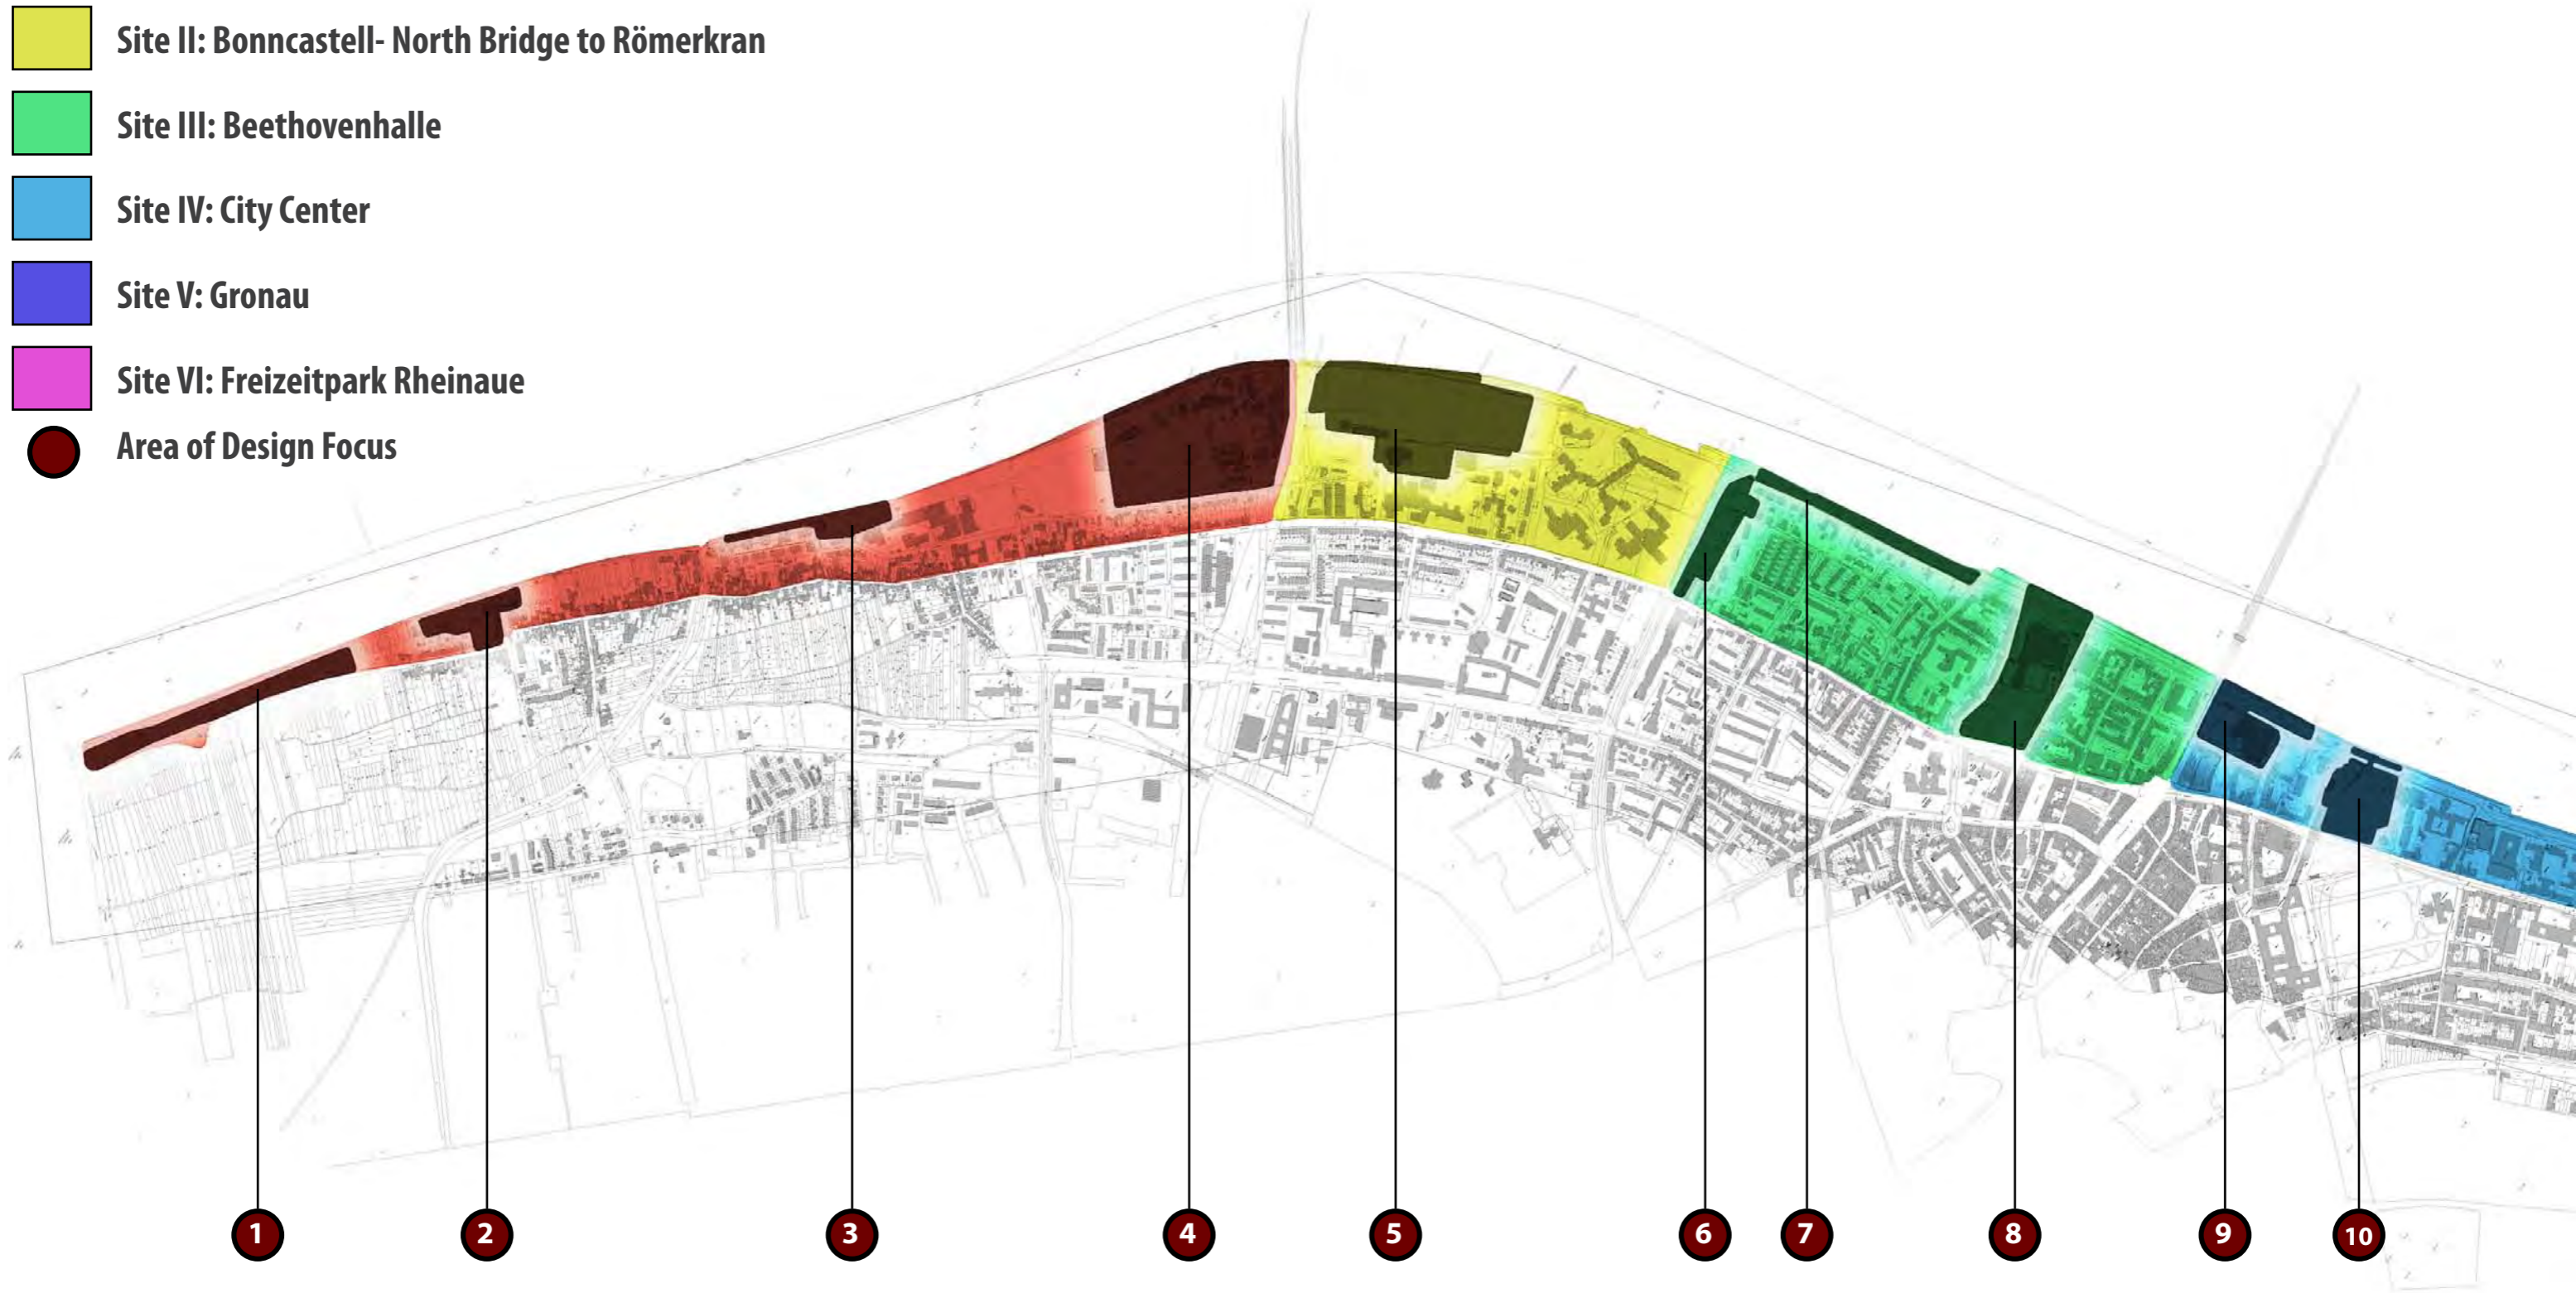 Site II: Bonncastell- North Bridge to Römerkran
Site III: Beethovenhalle
Site IV: City Center
Site V: Gronau
Site VI: Freizeitpark Rheinaue
Area of Design Focus
1 2 3 4 5 6 7 8 9 10